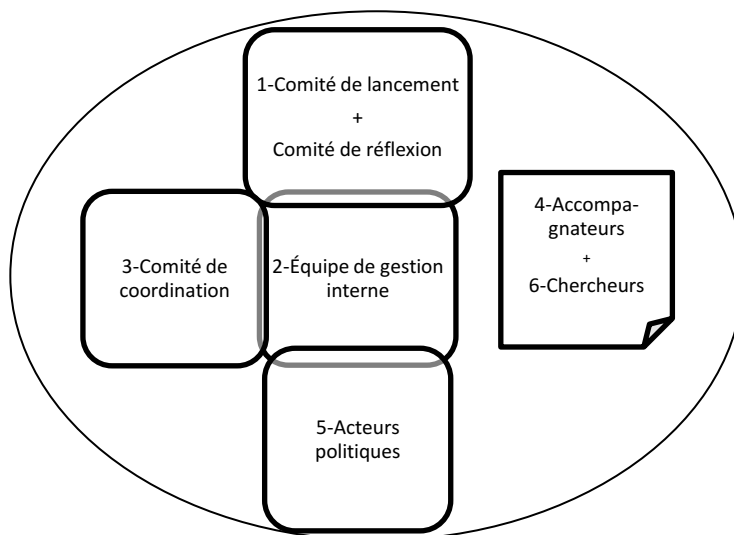 1-Comité de lancement
+
Comité de réflexion
3-Comité de
coordination
2-Équipe de gestion
interne
4-Accompa-
gnateurs
+
6-Chercheurs
5-Acteurs
politiques